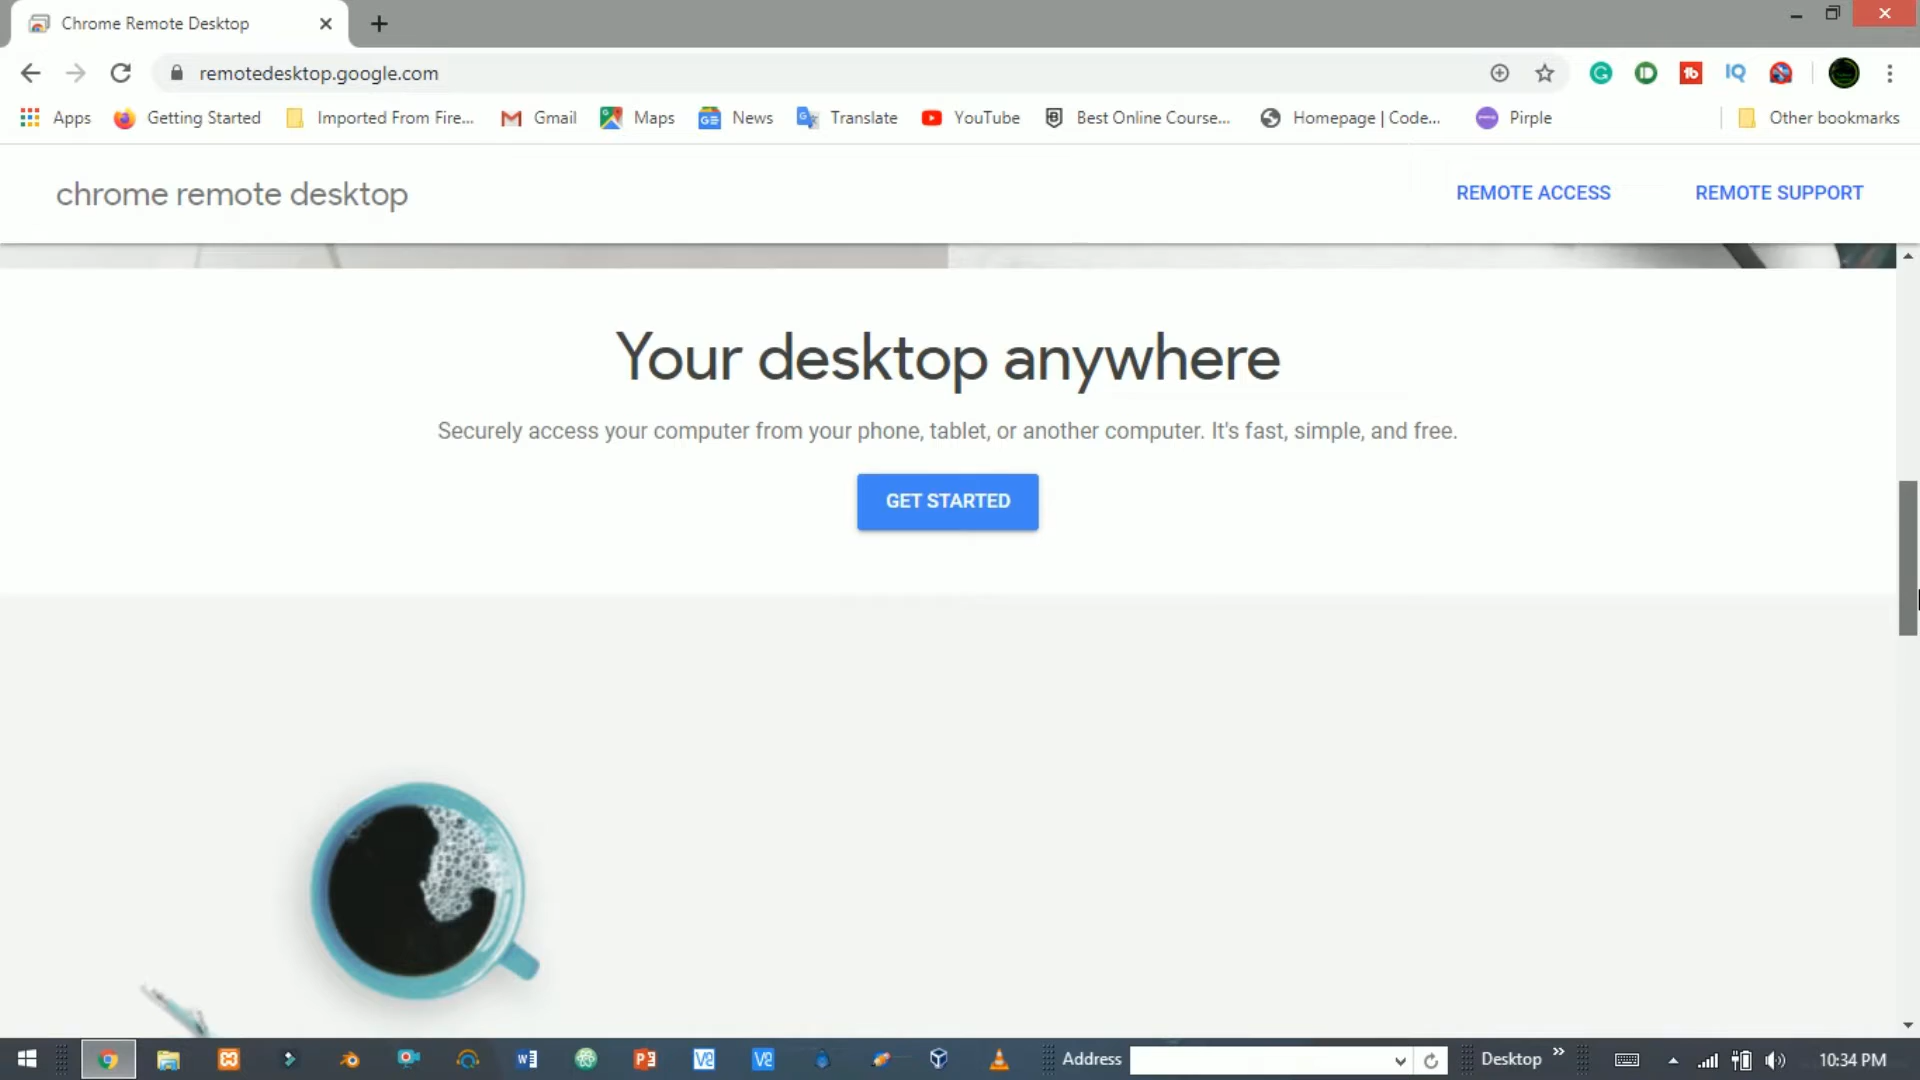 Chrome Remote Desktop
remotedesktop.google.com
Apps Getting Started Imported From Fire... Gmail Maps News Translate YouTube Best Online Course... Homepage | Code... Pirple Other bookmarks
chrome remote desktop REMOTE ACCESS REMOTE SUPPORT
Your desktop anywhere
Securely access your computer from your phone, tablet, or another computer. It's fast, simple, and free.
GET STARTED
Address Desktop 10:34 PM